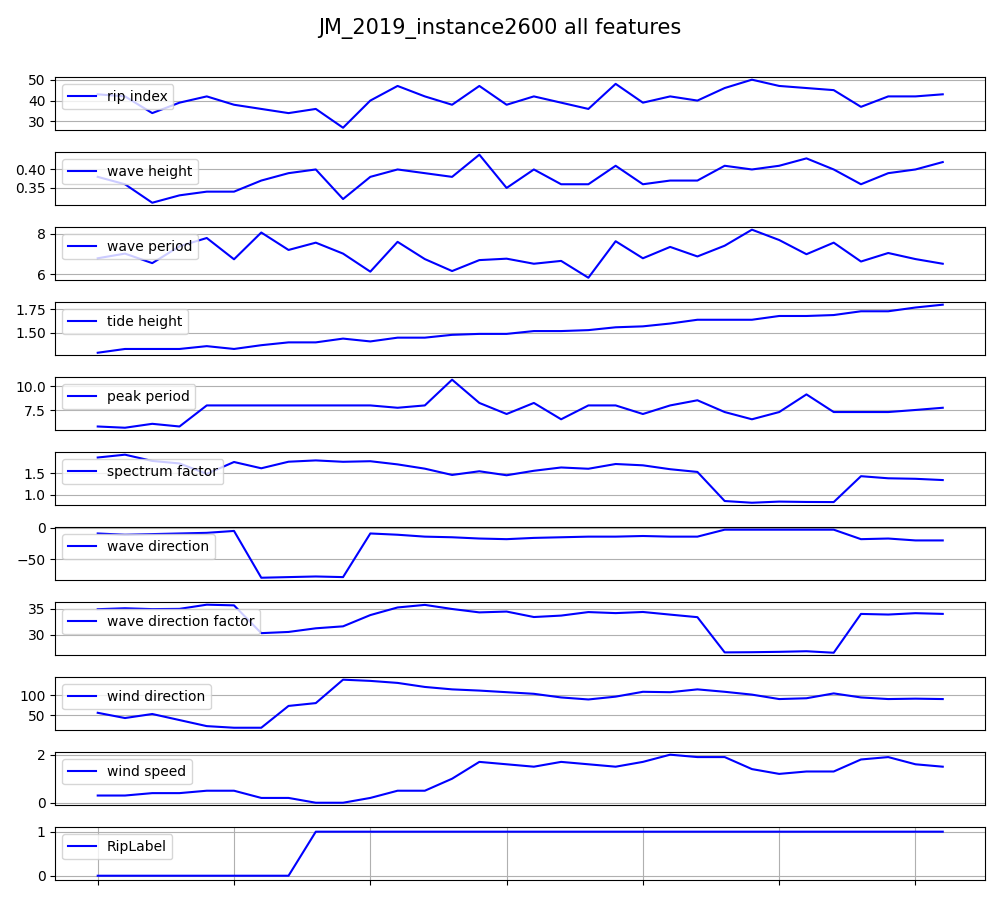 JM_2019_instance2600 all features
50
40
30
rip index
0.40
0.35
wave height
8
6
wave period
1.75
1.50
tide height
10.0
7.5
peak period
1.5
1.0
spectrum factor
0
−50
wave direction
35
30
wave direction factor
100
50
wind direction
2
0
wind speed
1
0
RipLabel